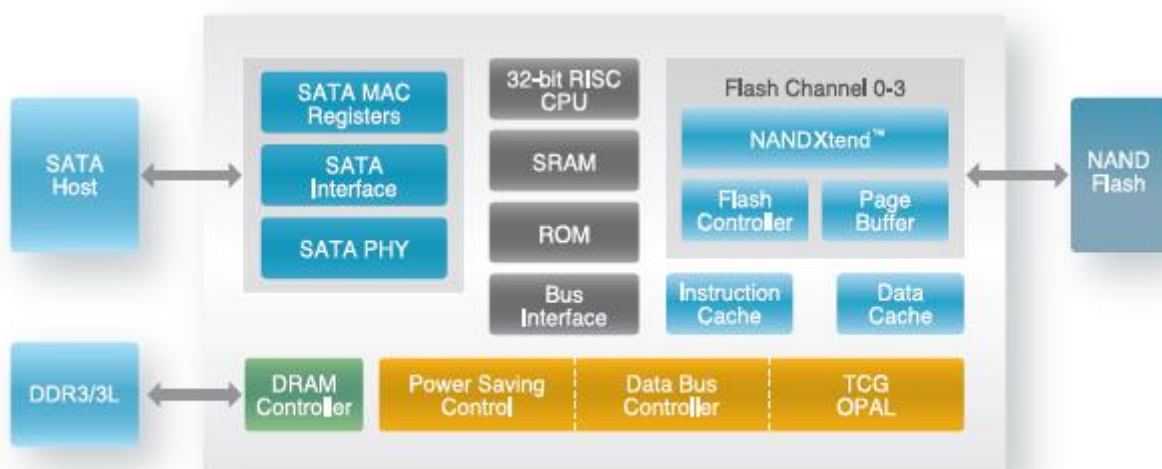 SATA
Host
DDR3/3L
SATA MAC
Registers
SATA
Interface
SATA PHY
32-bit RISC
CPU
SRAM
ROM
Bus
Interface
Flash Channel 0-3
NANDXtend™
Flash
Controller
Page
Buffer
Instruction
Cache
Data
Cache
NAND
Flash
DRAM
Controller
Power Saving
Control
Data Bus
Controller
TCG
OPAL